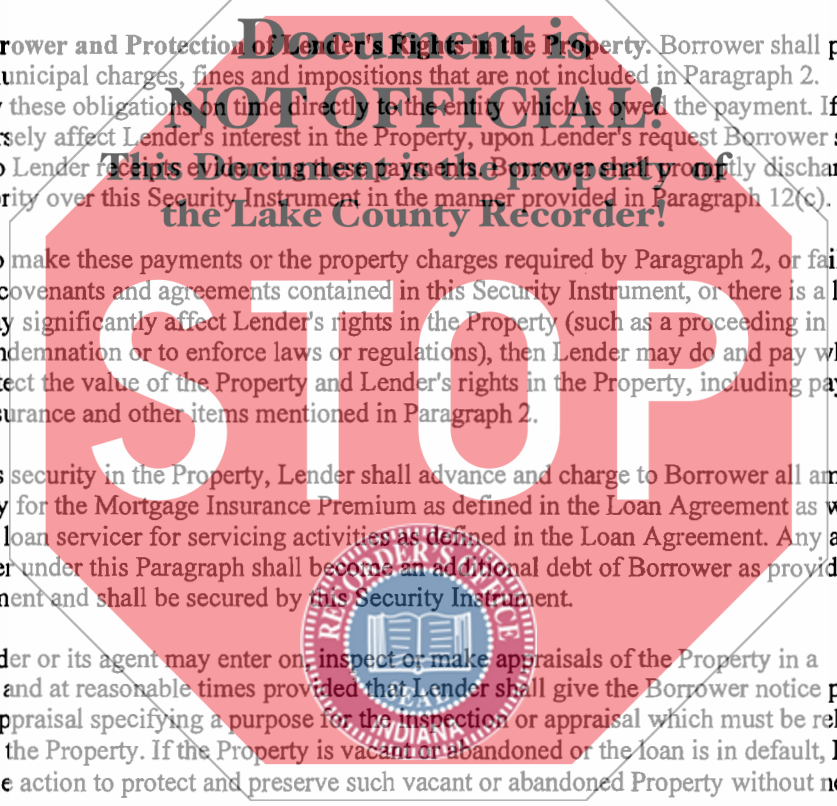 Document is
NOT OFFICIAL!
This Document is the property of
the Lake County Recorder!
STOP
rower and Protection of Lender's Rights in the Property. Borrower shall p
unicipal charges, fines and impositions that are not included in Paragraph 2.
these obligations on time directly to the entity which is owed the payment. If
rsely affect Lender's interest in the Property, upon Lender's request Borrower s
o Lender receipts evidencing these payments. Borrower shall promptly dischar
rity over this Security Instrument in the manner provided in Paragraph 12(c).
o make these payments or the property charges required by Paragraph 2, or fai
covenants and agreements contained in this Security Instrument, or there is a l
y significantly affect Lender's rights in the Property (such as a proceeding in
ndemnation or to enforce laws or regulations), then Lender may do and pay wh
tect the value of the Property and Lender's rights in the Property, including pay
surance and other items mentioned in Paragraph 2.
s security in the Property, Lender shall advance and charge to Borrower all am
y for the Mortgage Insurance Premium as defined in the Loan Agreement as w
loan servicer for servicing activities as defined in the Loan Agreement. Any a
er under this Paragraph shall become an additional debt of Borrower as provid
ment and shall be secured by this Security Instrument.
RECORDER'S OFFICE
SEAL
INDIANA
der or its agent may enter on, inspect or make appraisals of the Property in a
and at reasonable times provided that Lender shall give the Borrower notice p
ppraisal specifying a purpose for the inspection or appraisal which must be rel
the Property. If the Property is vacant or abandoned or the loan is in default, L
e action to protect and preserve such vacant or abandoned Property without no